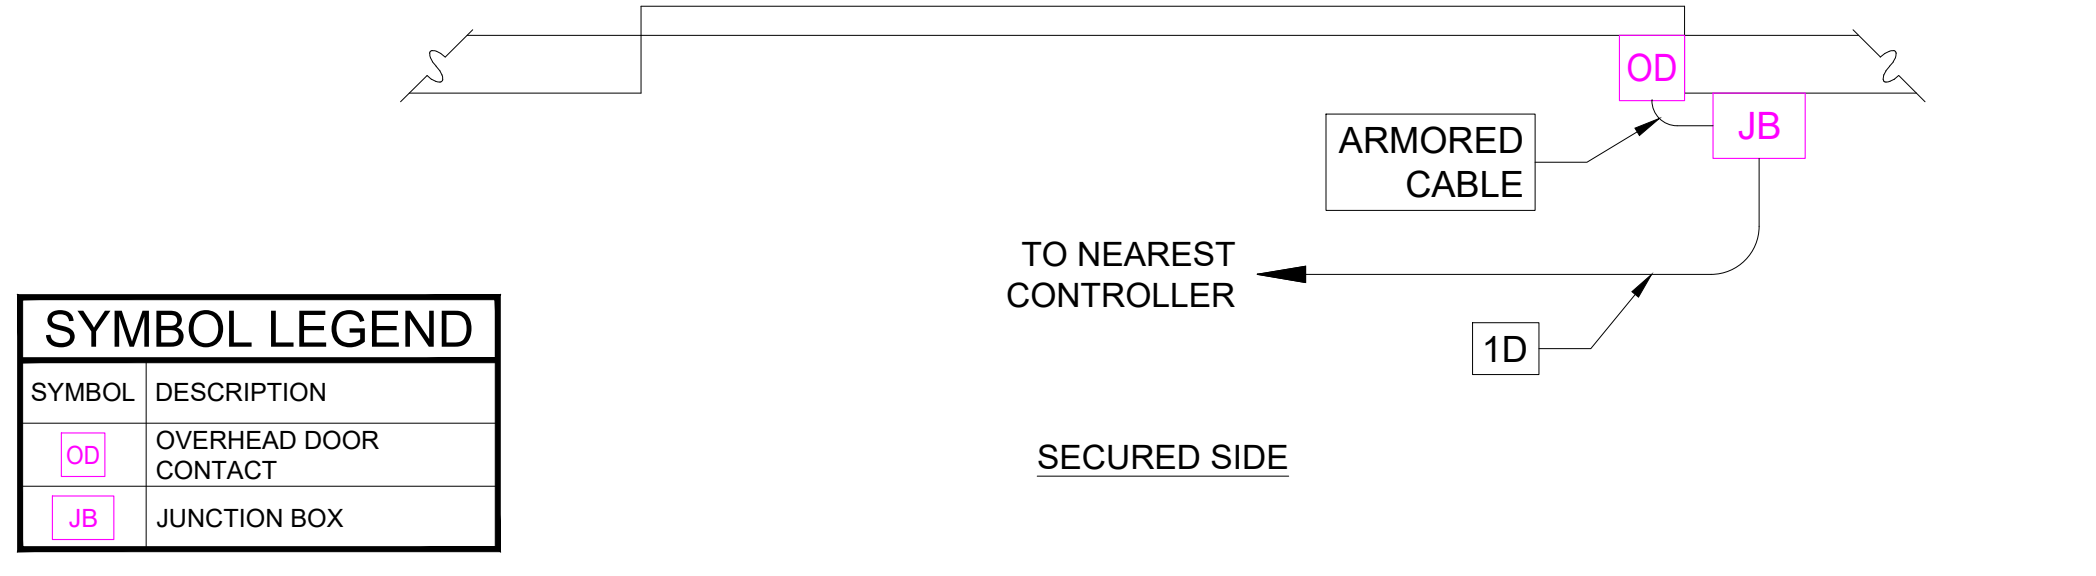 OD
JB
ARMORED
CABLE
TO NEAREST
CONTROLLER
1D
SECURED SIDE
SYMBOL LEGEND
SYMBOL DESCRIPTION
OD OVERHEAD DOOR
CONTACT
JB JUNCTION BOX